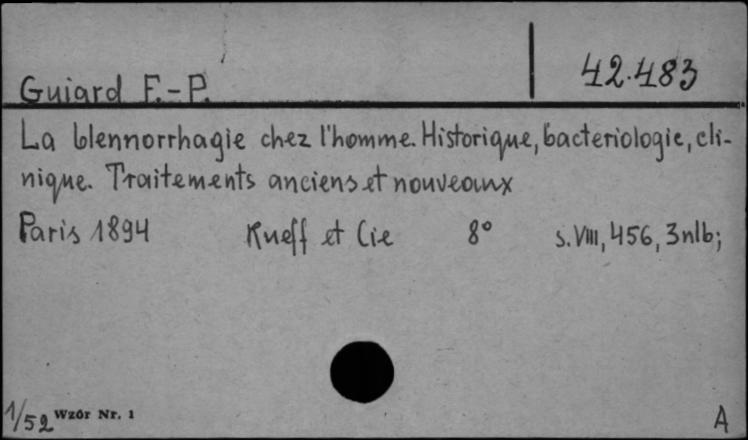 Guiard F.-P.
42.483
La blennorrhagie chez l'homme. Historique, bacteriologie, cli-
nique. Traitements anciens et nouveaux
Paris 1894 Rueff et Cie 8° s. VIII, 456, 3nlb;
1/52 Wzór Nr. 1
A